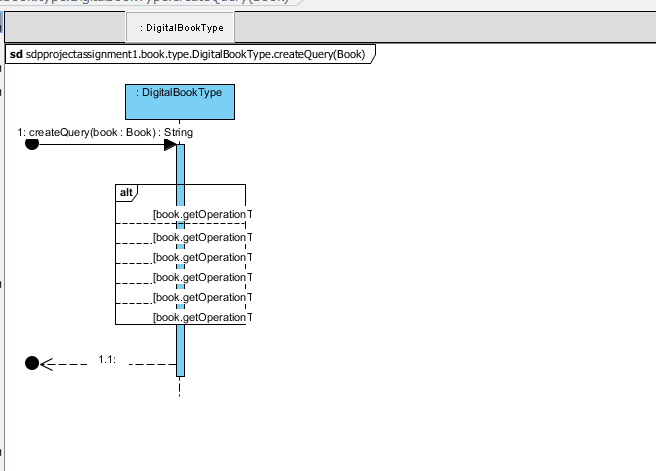 : DigitalBookType
sd sdpprojectassignment1.book.type.DigitalBookType.createQuery(Book)
: DigitalBookType
1: createQuery(book : Book) : String
alt
[book.getOperationT
[book.getOperationT
[book.getOperationT
[book.getOperationT
[book.getOperationT
[book.getOperationT
1.1: